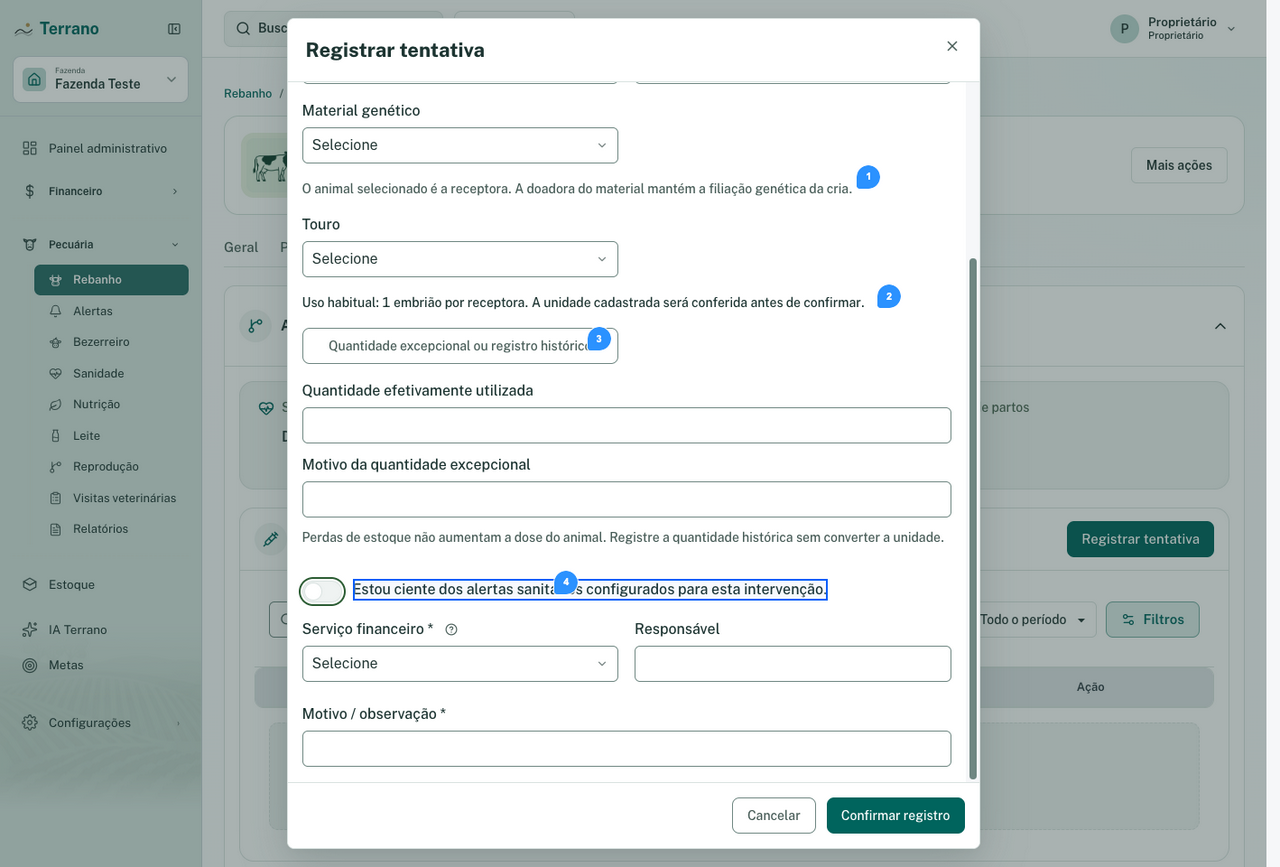 Terrano
Fazenda
Fazenda Teste
Painel administrativo
Financeiro
Pecuária
Rebanho
Alertas
Bezerreiro
Sanidade
Nutrição
Leite
Reprodução
Visitas veterinárias
Relatórios
Estoque
IA Terrano
Metas
Configurações
Busc
P
Proprietário
Proprietário
Rebanho /
Mais ações
Geral P
e partos
Registrar tentativa
Todo o período
Filtros
Ação
Registrar tentativa
Material genético
Selecione
O animal selecionado é a receptora. A doadora do material mantém a filiação genética da cria.
1
Touro
Selecione
Uso habitual: 1 embrião por receptora. A unidade cadastrada será conferida antes de confirmar.
2
Quantidade excepcional ou registro histórico
3
Quantidade efetivamente utilizada
Motivo da quantidade excepcional
Perdas de estoque não aumentam a dose do animal. Registre a quantidade histórica sem converter a unidade.
4
Estou ciente dos alertas sanitários configurados para esta intervenção.
Serviço financeiro *
Responsável
Selecione
Motivo / observação *
Cancelar
Confirmar registro